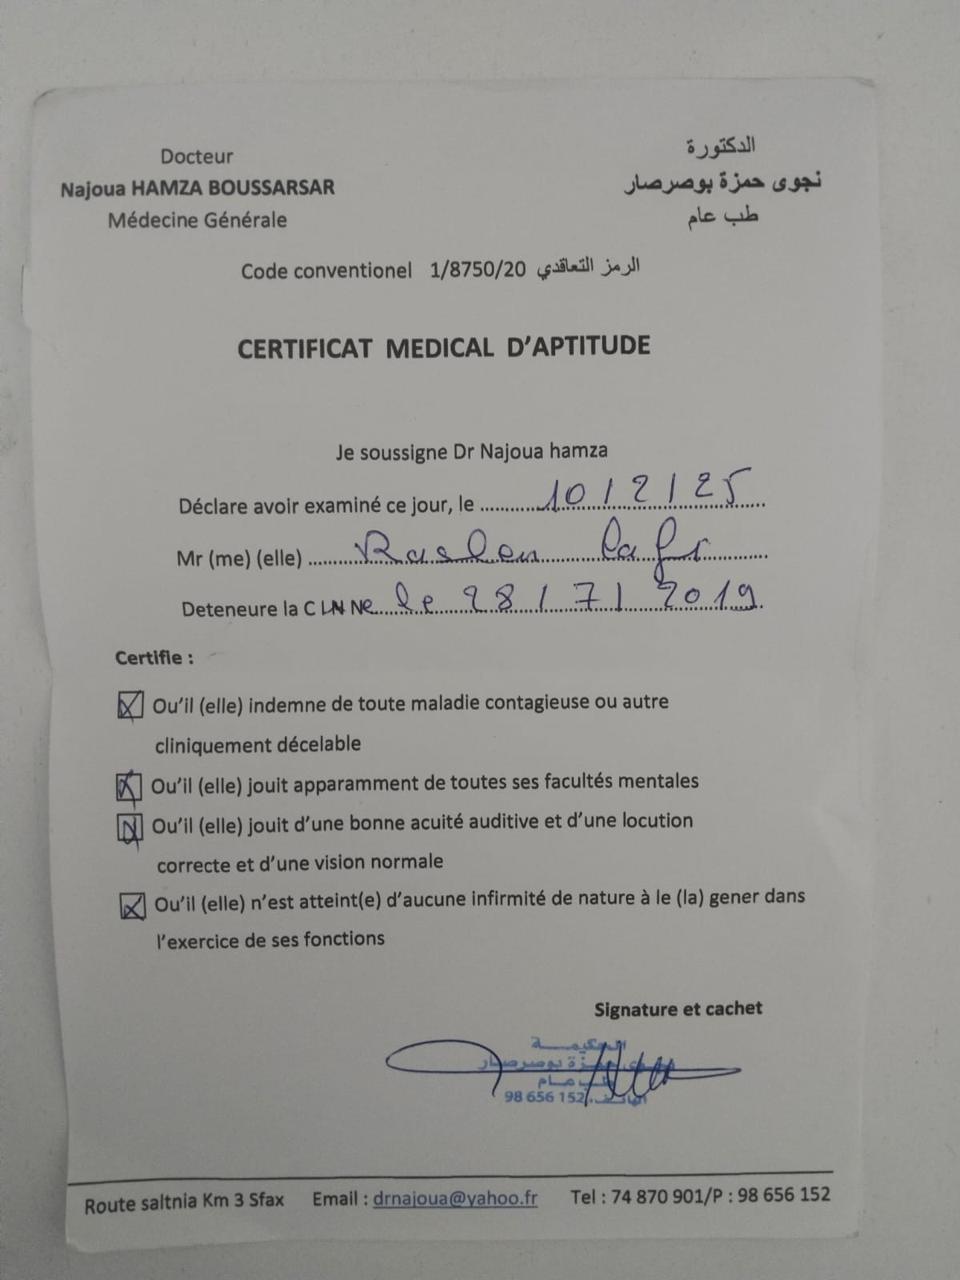 Docteur
Najoua HAMZA BOUSSARSAR
Médecine Générale
الدكتورة
نجوى حمزة بوصرصار
طب عام
Code conventionel 1/8750/20 الرمز التعاقدي
CERTIFICAT MEDICAL D'APTITUDE
Je soussigne Dr Najoua hamza
Déclare avoir examiné ce jour, le 10/2/25
Mr (me) (elle) Raslen
Deteneure la C I N Ne le 28/7/2019
Certifie :
Ou'il (elle) indemne de toute maladie contagieuse ou autre
cliniquement décelable
Ou'il (elle) jouit apparamment de toutes ses facultés mentales
Ou'il (elle) jouit d'une bonne acuité auditive et d'une locution
correcte et d'une vision normale
Ou'il (elle) n'est atteint(e) d'aucune infirmité de nature à le (la) gener dans
l'exercice de ses fonctions
Signature et cachet
بوصرصار
98 656 152
Route saltnia Km 3 Sfax Email : drnajoua@yahoo.fr Tel : 74 870 901/P : 98 656 152